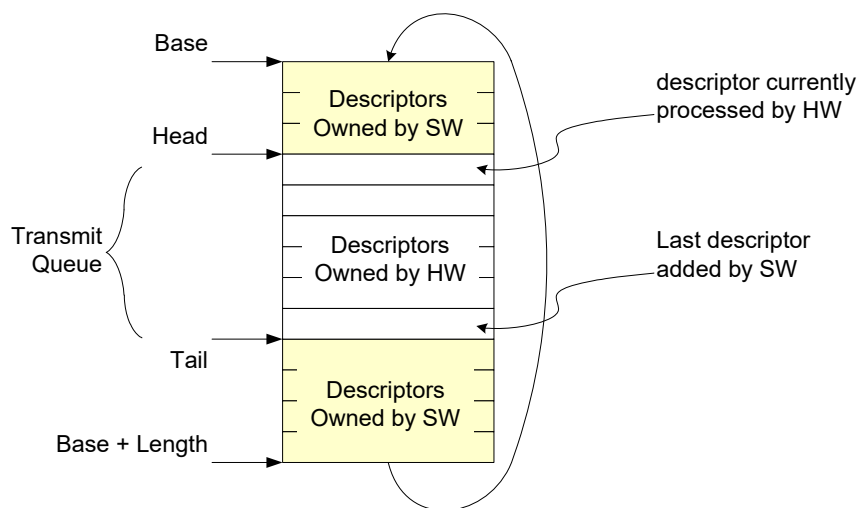 Base
Descriptors
Owned by SW
descriptor currently
processed by HW
Head
Transmit
Queue
Descriptors
Owned by HW
Last descriptor
added by SW
Tail
Descriptors
Owned by SW
Base + Length